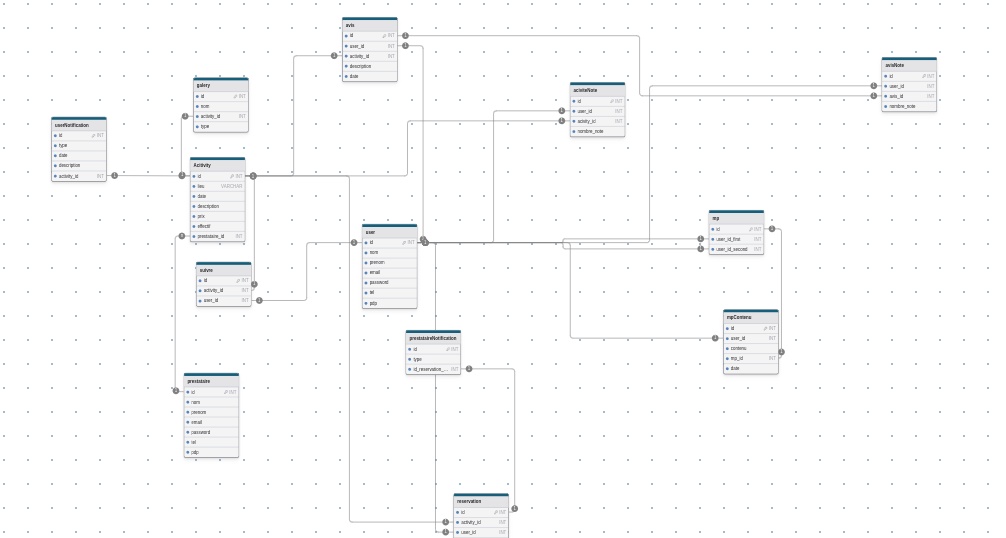 avis
id INT
user_id INT
activity_id INT
description
date
avisNote
id INT
user_id INT
avis_id INT
nombre_note
galery
id INT
nom
activity_id INT
type
activiteNote
id INT
user_id INT
activity_id INT
nombre_note
userNotification
id INT
type
date
description
activity_id INT
Activity
id INT
lieu VARCHAR
date
description
prix
effectif
prestataire_id INT
mp
id INT
user_id_first INT
user_id_second INT
user
id INT
nom
prenom
email
password
tel
pdp
suivre
id INT
activity_id INT
user_id INT
mpContenu
id INT
user_id INT
contenu
mp_id INT
date
prestataireNotification
id INT
type
id_reservation_... INT
prestataire
id INT
nom
prenom
email
password
tel
pdp
reservation
id INT
activity_id INT
user_id INT